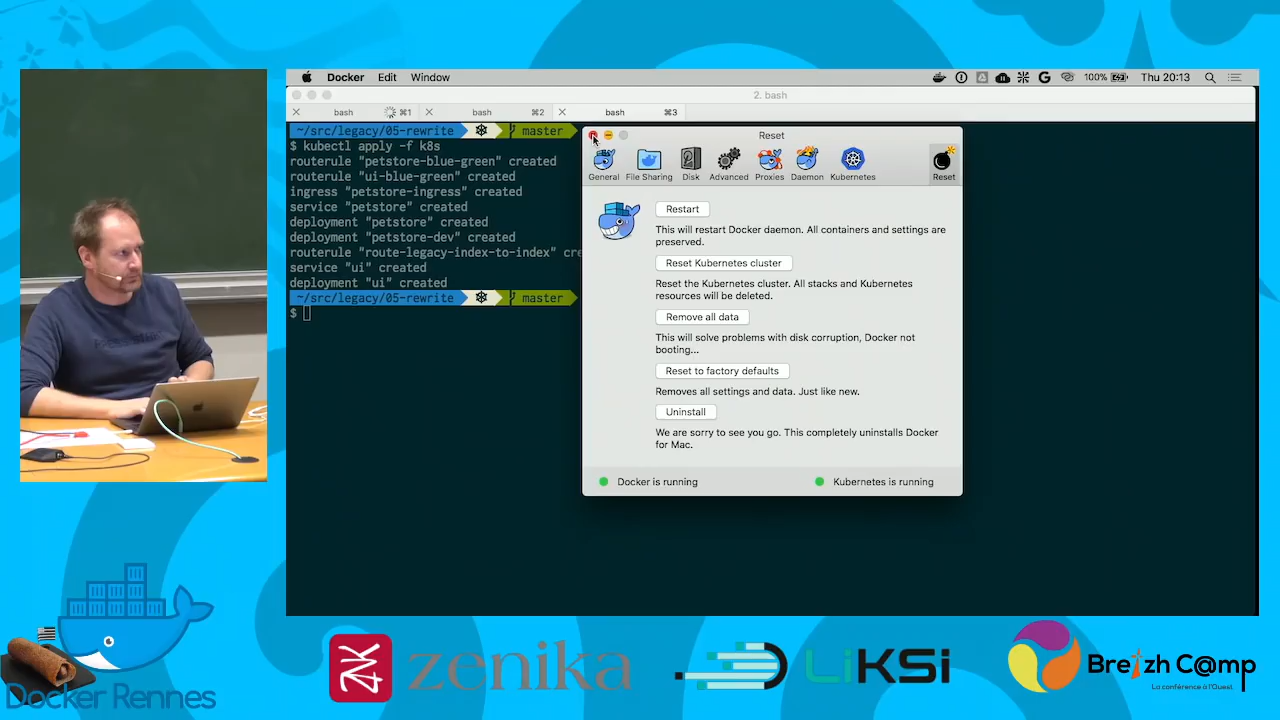 Docker Edit Window
100% Thu 20:13
2. bash
bash ⌘1 bash ⌘2 bash ⌘3
~/src/legacy/05-rewrite master
$ kubectl apply -f k8s
routerule "petstore-blue-green" created
routerule "ui-blue-green" created
ingress "petstore-ingress" created
service "petstore" created
deployment "petstore" created
deployment "petstore-dev" created
routerule "route-legacy-index-to-index" cre
service "ui" created
deployment "ui" created
~/src/legacy/05-rewrite master
$
Reset
General File Sharing Disk Advanced Proxies Daemon Kubernetes Reset
Restart
This will restart Docker daemon. All containers and settings are
preserved.
Reset Kubernetes cluster
Reset the Kubernetes cluster. All stacks and Kubernetes
resources will be deleted.
Remove all data
This will solve problems with disk corruption, Docker not
booting...
Reset to factory defaults
Removes all settings and data. Just like new.
Uninstall
We are sorry to see you go. This completely uninstalls Docker
for Mac.
Docker is running Kubernetes is running
Docker Rennes
zenika
LiKSi
Breizh C@mp
La conférence à l'Ouest